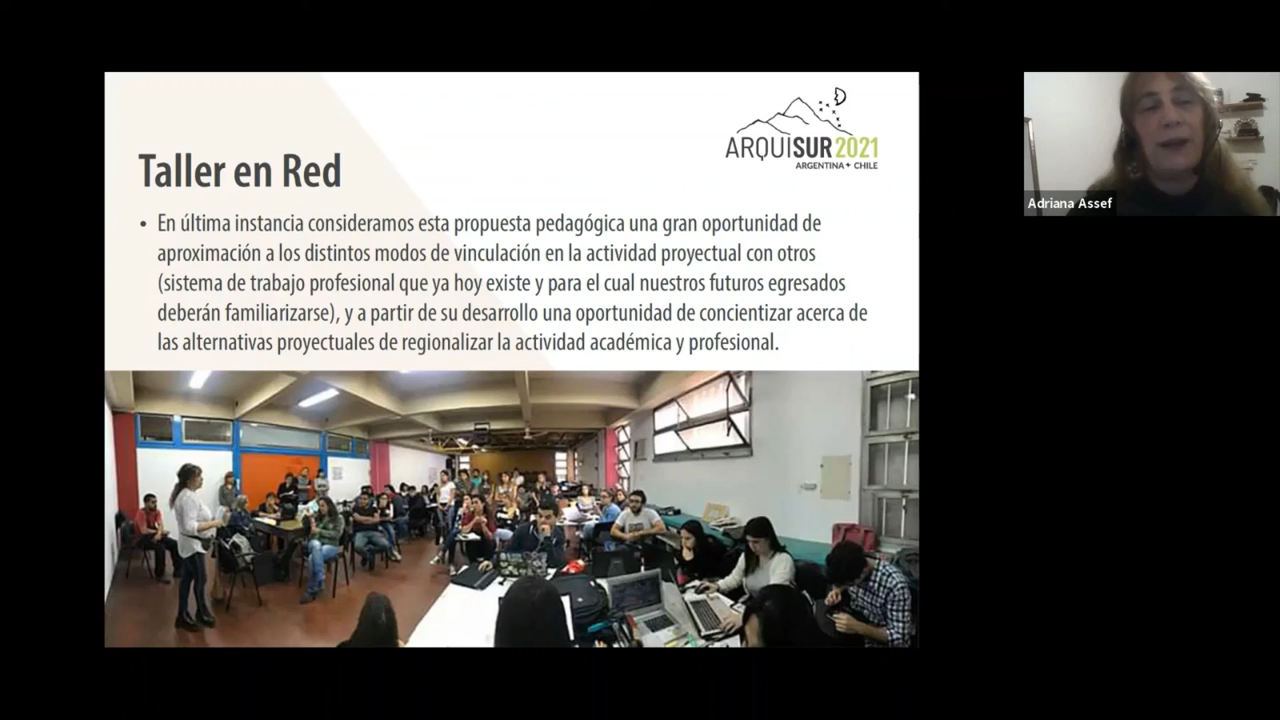 ARQUISUR 2021
ARGENTINA + CHILE
Taller en Red
• En última instancia consideramos esta propuesta pedagógica una gran oportunidad de
aproximación a los distintos modos de vinculación en la actividad proyectual con otros
(sistema de trabajo profesional que ya hoy existe y para el cual nuestros futuros egresados
deberán familiarizarse), y a partir de su desarrollo una oportunidad de concientizar acerca de
las alternativas proyectuales de regionalizar la actividad académica y profesional.
Adriana Assef